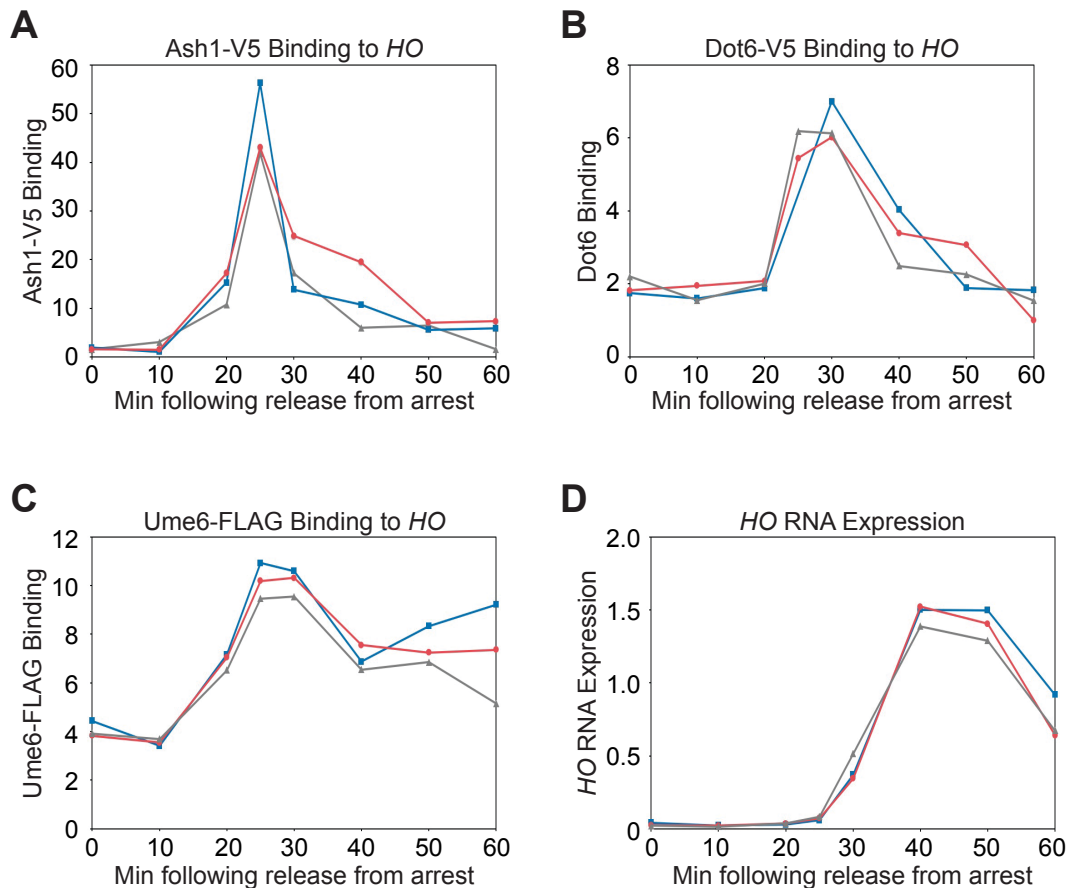 A
Ash1-V5 Binding to HO
60
50
40
30
20
10
0
Ash1-V5 Binding
0 10 20 30 40 50 60
Min following release from arrest
B
Dot6-V5 Binding to HO
8
6
4
2
0
Dot6 Binding
0 10 20 30 40 50 60
Min following release from arrest
C
Ume6-FLAG Binding to HO
12
10
8
6
4
2
0
Ume6-FLAG Binding
0 10 20 30 40 50 60
Min following release from arrest
D
HO RNA Expression
2.0
1.5
1.0
0.5
0
HO RNA Expression
0 10 20 30 40 50 60
Min following release from arrest